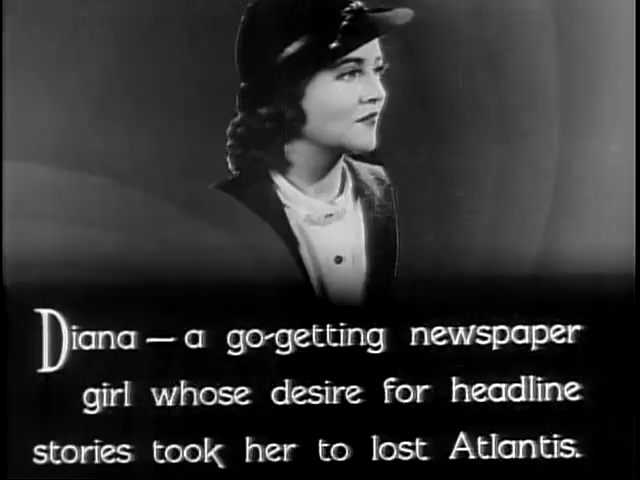 Diana — a go-getting newspaper
girl whose desire for headline
stories took her to lost Atlantis.